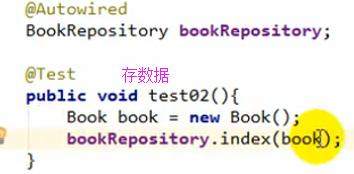 @Autowired
BookRepository bookRepository;
@Test
存数据
public void test02(){
Book book = new Book();
bookRepository.index(book);
}